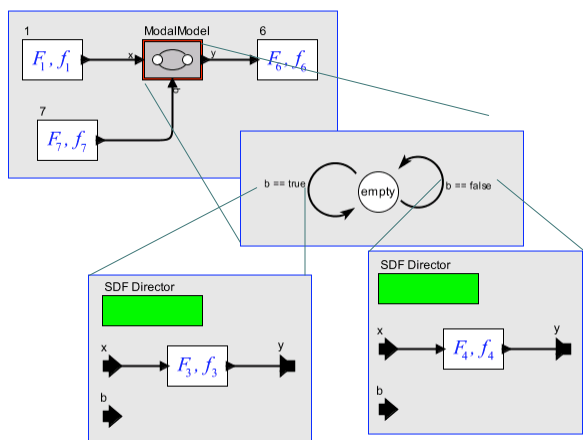 1
ModalModel
6
F1, f1
x
y
F6, f6
b
7
F7, f7
b == true
empty
b == false
SDF Director
x
y
F3, f3
b
SDF Director
x
y
F4, f4
b